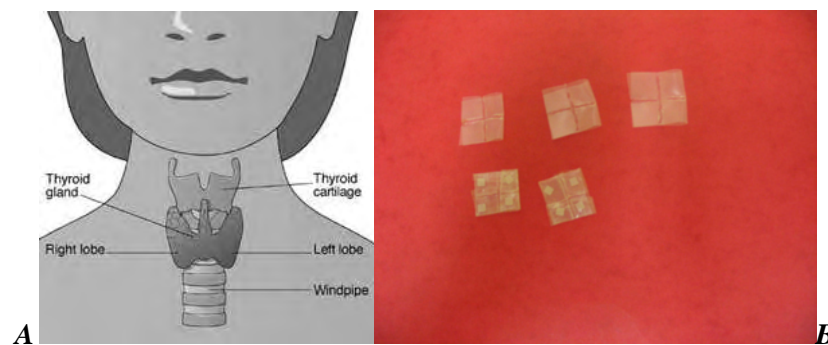 Thyroid
gland
Thyroid
cartilage
Right lobe
Left lobe
Windpipe
A